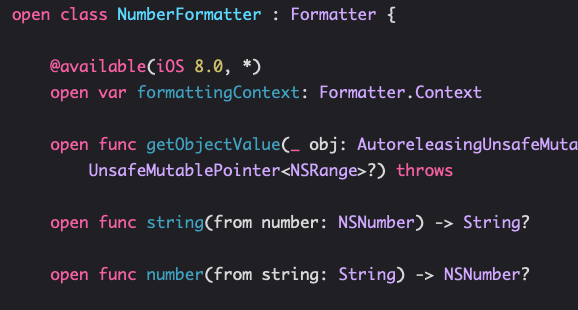 open class NumberFormatter : Formatter {
@available(iOS 8.0, *)
open var formattingContext: Formatter.Context
open func getObjectValue(_ obj: AutoreleasingUnsafeMuta
UnsafeMutablePointer<NSRange>?) throws
open func string(from number: NSNumber) -> String?
open func number(from string: String) -> NSNumber?